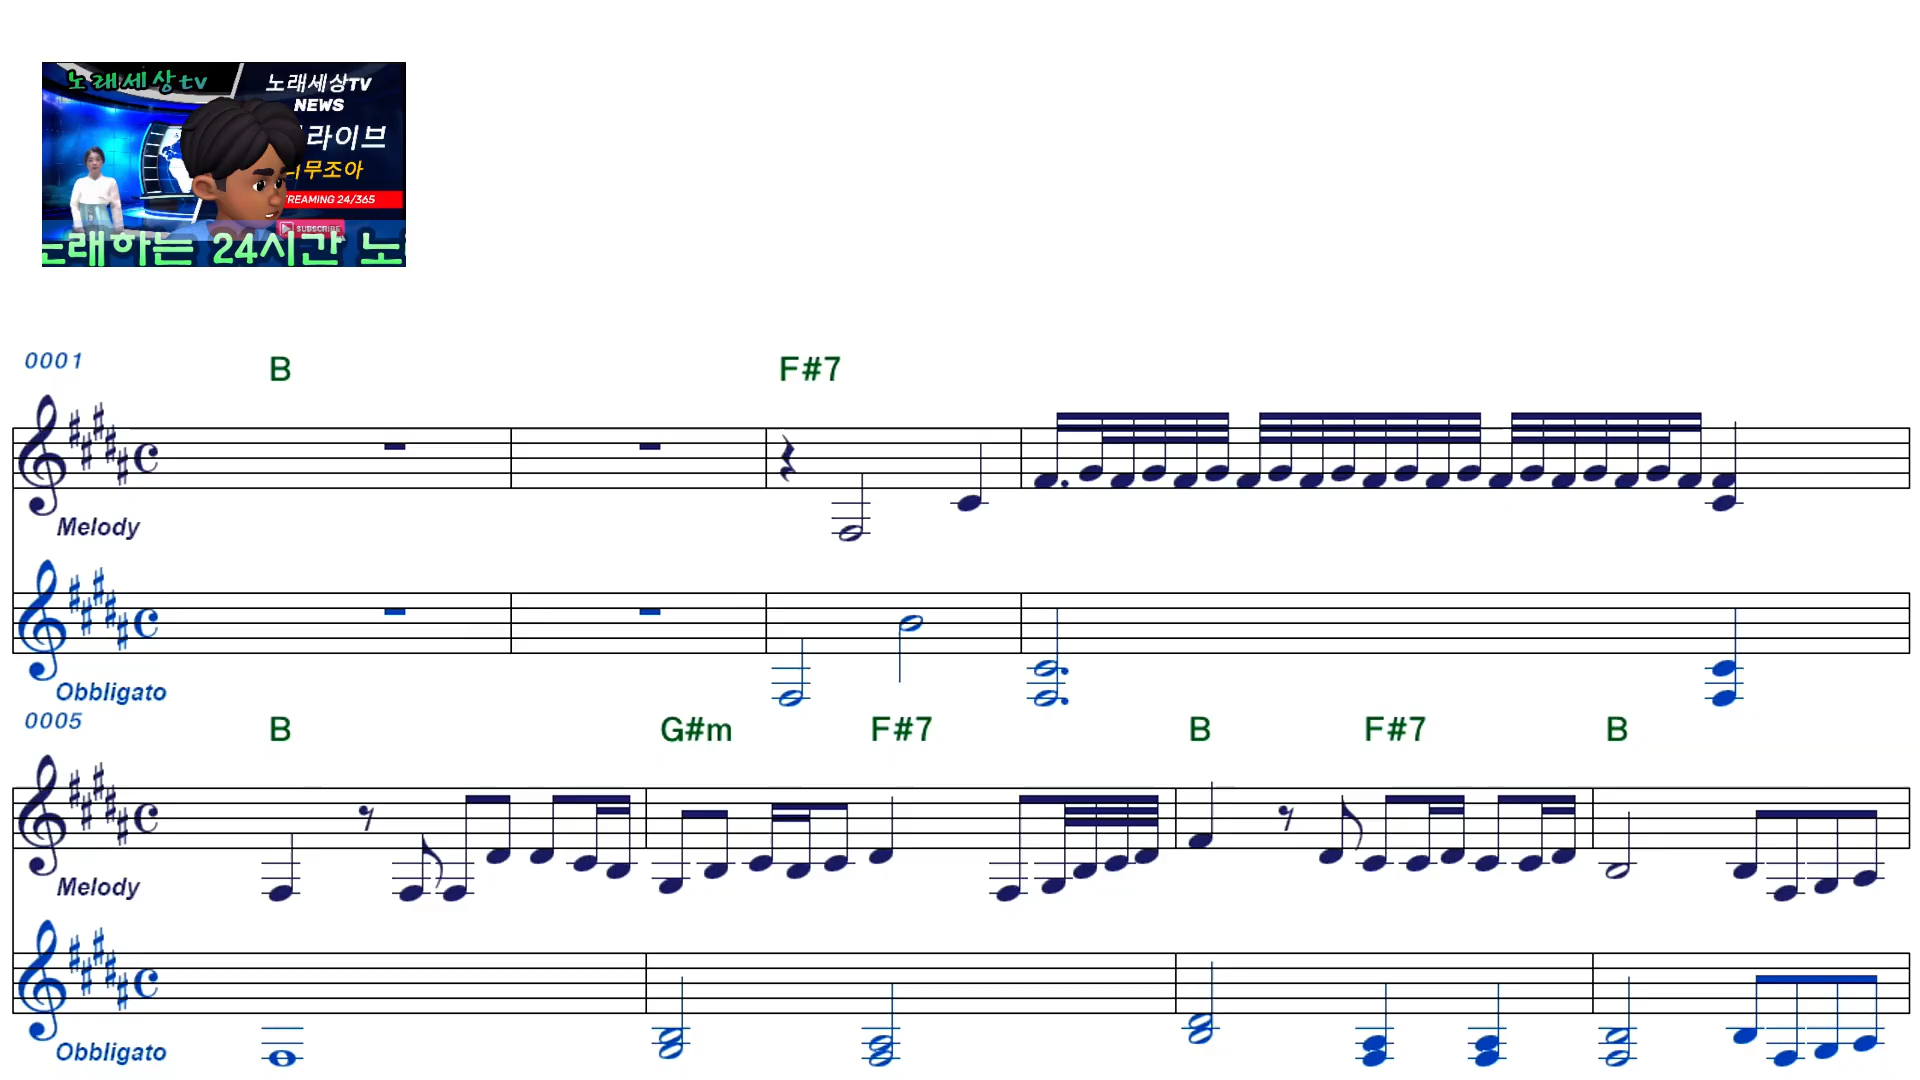 노래세상tv
노래세상TV
NEWS
라이브
무조아
STREAMING 24/365
SUBSCRIBE
노래하는 24시간 노
0001
B F#7
Melody
Obbligato
0005
B G#m F#7 B F#7 B
Melody
Obbligato